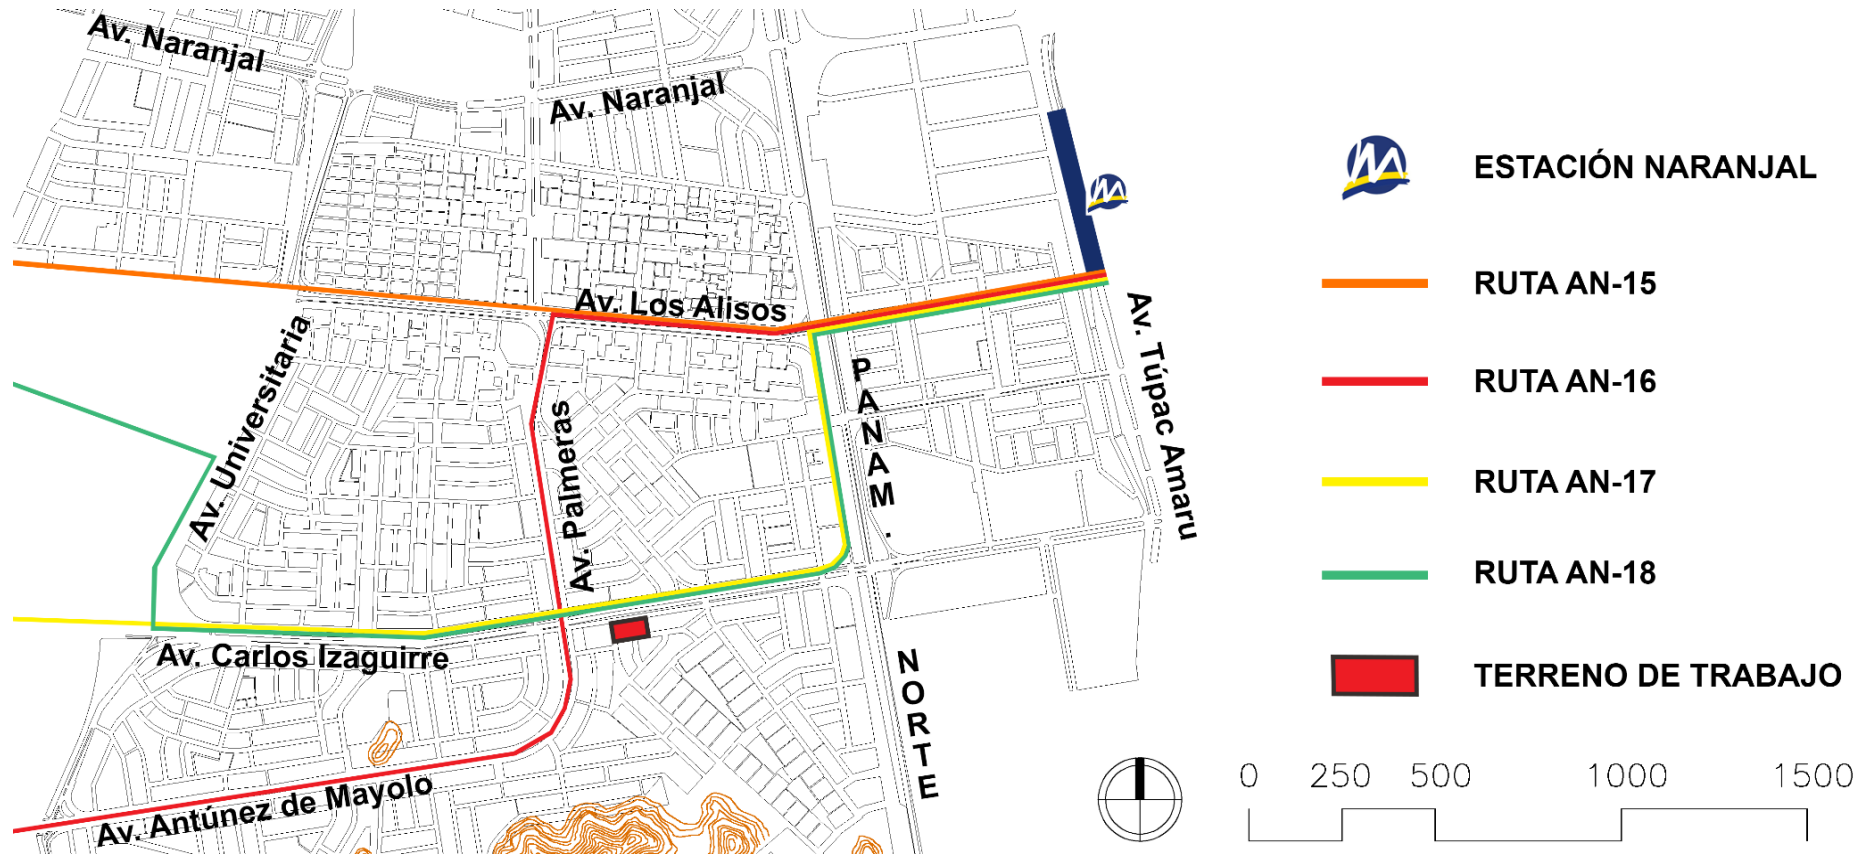 Av. Naranjal
Av. Naranjal
Av. Los Alisos
Av. Universitaria
Av. Palmeras
PANAM.
NORTE
Av. Túpac Amaru
Av. Carlos Izaguirre
Av. Antúnez de Mayolo
ESTACIÓN NARANJAL
RUTA AN-15
RUTA AN-16
RUTA AN-17
RUTA AN-18
TERRENO DE TRABAJO
0 250 500 1000 1500